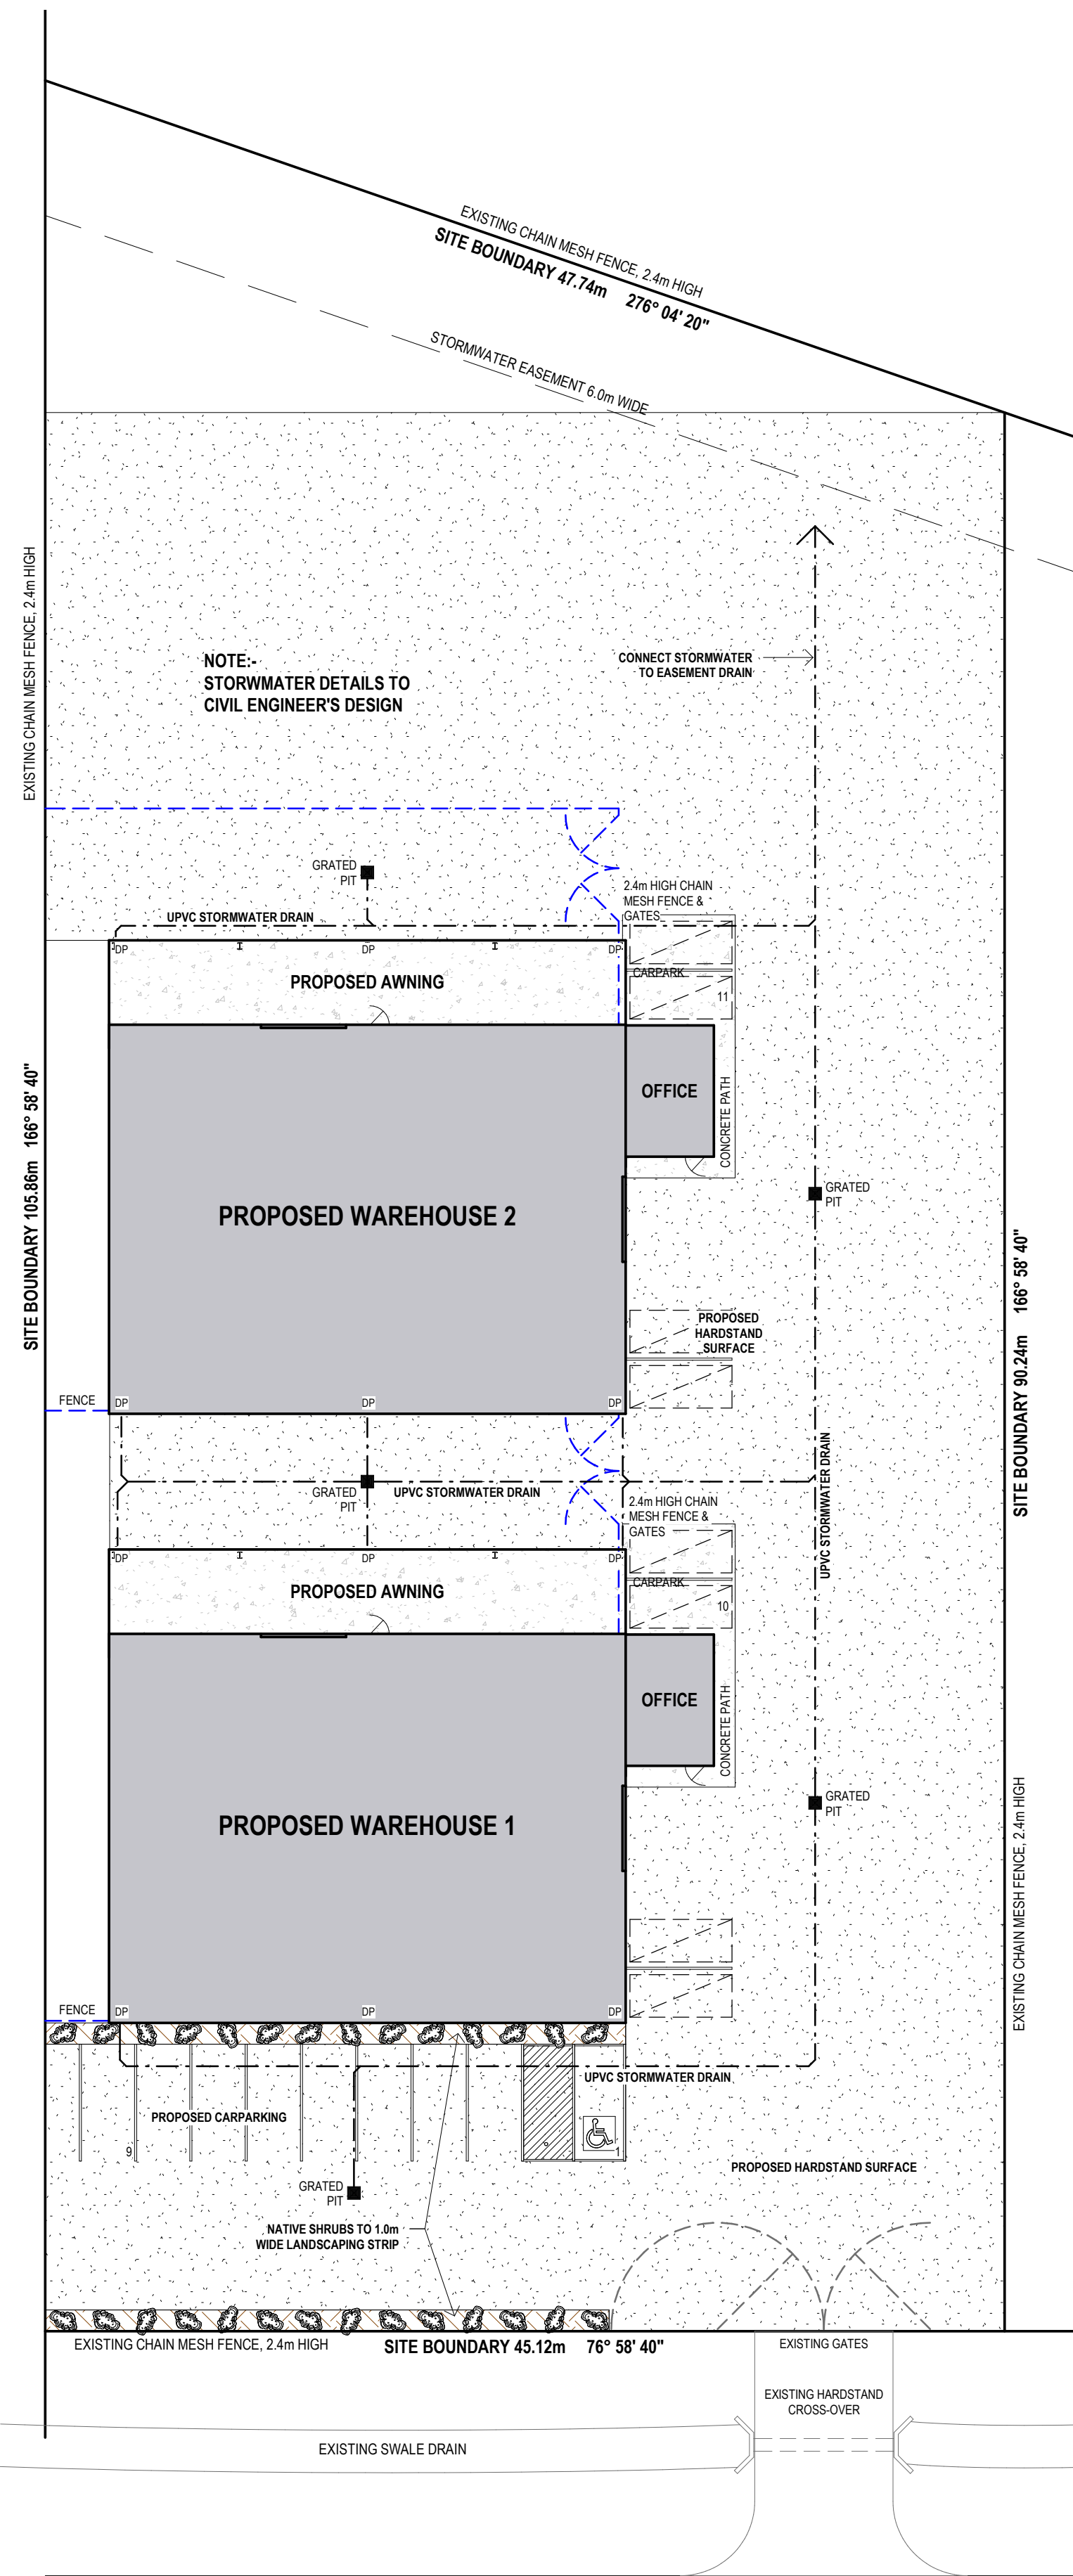 EXISTING CHAIN MESH FENCE, 2.4m HIGH
SITE BOUNDARY 47.74m 276° 04' 20"
STORMWATER EASEMENT 6.0m WIDE
EXISTING CHAIN MESH FENCE, 2.4m HIGH
NOTE:-
STORWMATER DETAILS TO
CIVIL ENGINEER'S DESIGN
CONNECT STORMWATER
TO EASEMENT DRAIN
GRATED
PIT
2.4m HIGH CHAIN
MESH FENCE &
GATES
UPVC STORMWATER DRAIN
DP
DP
DP
CARPARK
11
PROPOSED AWNING
OFFICE
CONCRETE PATH
SITE BOUNDARY 105.86m 166° 58' 40"
PROPOSED WAREHOUSE 2
GRATED
PIT
SITE BOUNDARY 90.24m 166° 58' 40"
PROPOSED
HARDSTAND
SURFACE
FENCE
DP
DP
DP
GRATED
PIT
UPVC STORMWATER DRAIN
UPVC STORMWATER DRAIN
2.4m HIGH CHAIN
MESH FENCE &
GATES
DP
DP
DP
CARPARK
10
PROPOSED AWNING
OFFICE
CONCRETE PATH
PROPOSED WAREHOUSE 1
GRATED
PIT
EXISTING CHAIN MESH FENCE, 2.4m HIGH
FENCE
DP
DP
DP
UPVC STORMWATER DRAIN
PROPOSED CARPARKING
9
1
PROPOSED HARDSTAND SURFACE
GRATED
PIT
NATIVE SHRUBS TO 1.0m
WIDE LANDSCAPING STRIP
EXISTING CHAIN MESH FENCE, 2.4m HIGH
SITE BOUNDARY 45.12m 76° 58' 40"
EXISTING GATES
EXISTING HARDSTAND
CROSS-OVER
EXISTING SWALE DRAIN